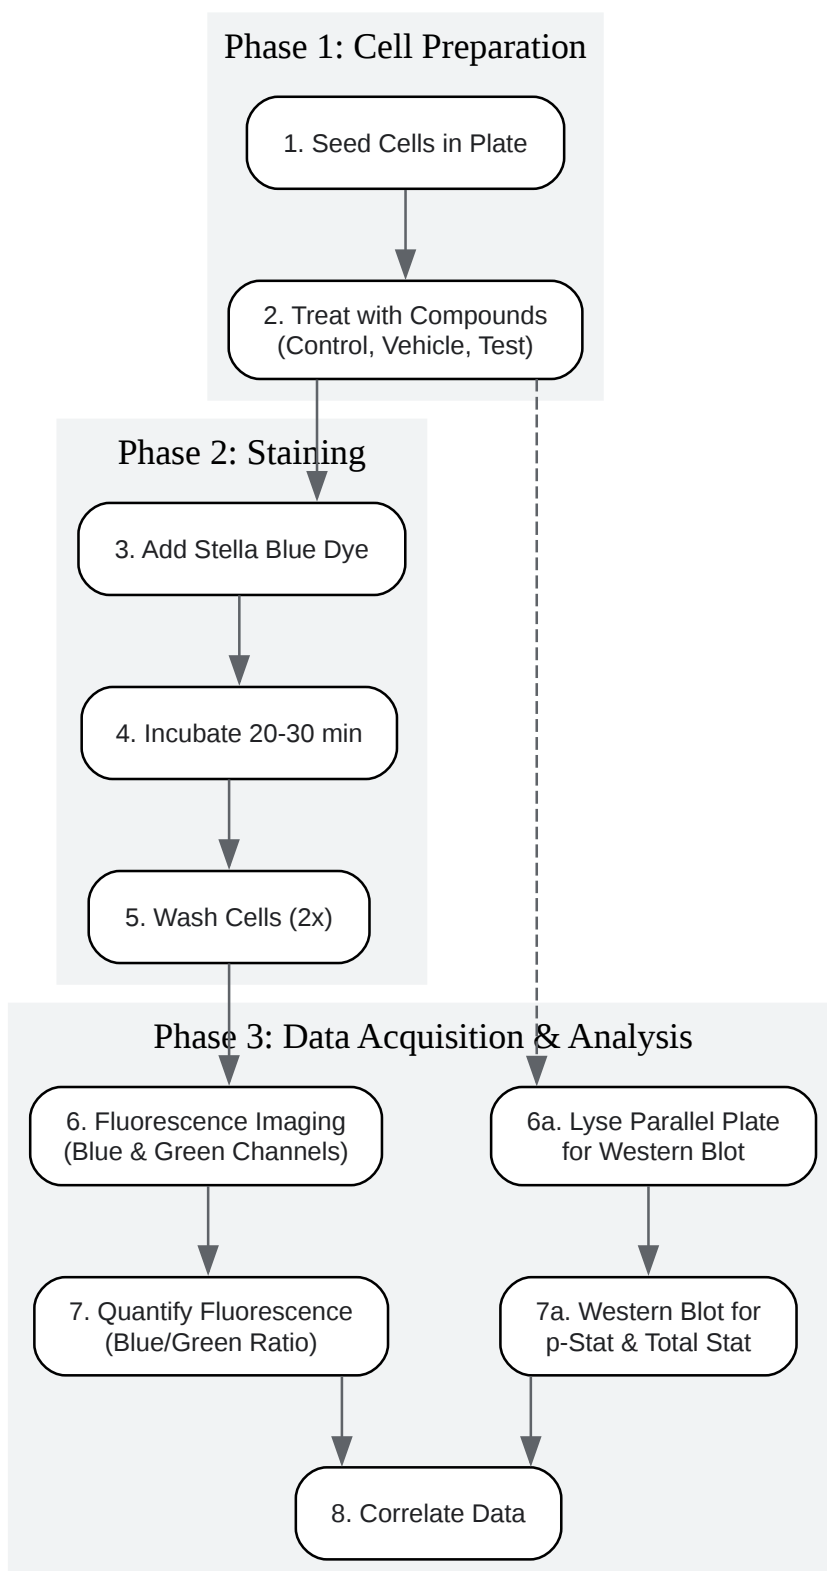 Phase 1: Cell Preparation
1. Seed Cells in Plate
2. Treat with Compounds
(Control, Vehicle, Test)
Phase 2: Staining
3. Add Stella Blue Dye
4. Incubate 20-30 min
5. Wash Cells (2x)
Phase 3: Data Acquisition & Analysis
6. Fluorescence Imaging
(Blue & Green Channels)
6a. Lyse Parallel Plate
for Western Blot
7. Quantify Fluorescence
(Blue/Green Ratio)
7a. Western Blot for
p-Stat & Total Stat
8. Correlate Data